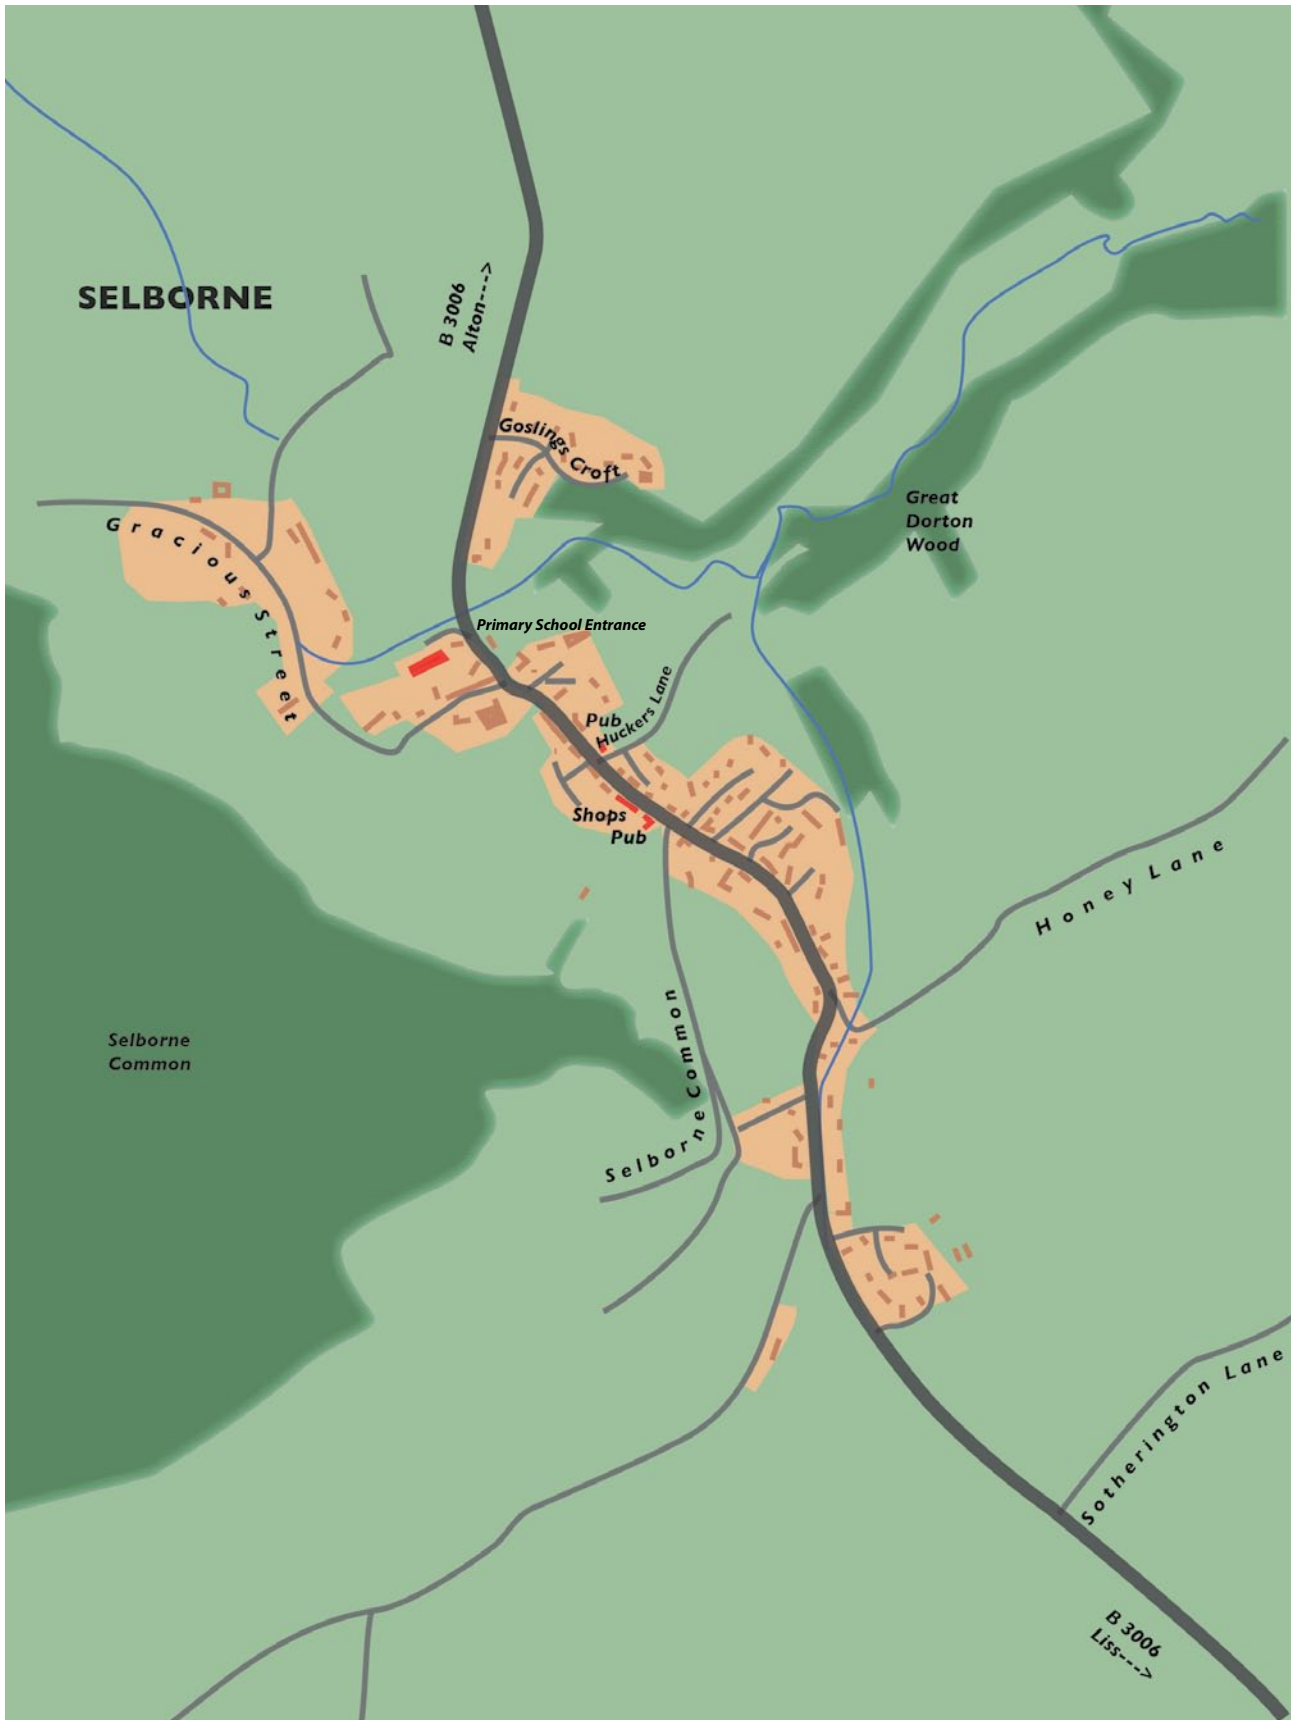 SELBORNE
B 3006
Alton---->
Goslings Croft
Great
Dorton
Wood
Gracious Street
Primary School Entrance
Huckers Lane
Pub
Shops
Pub
Honey Lane
Selborne
Common
Selborne Common
Sotherington Lane
B 3006
Liss--->